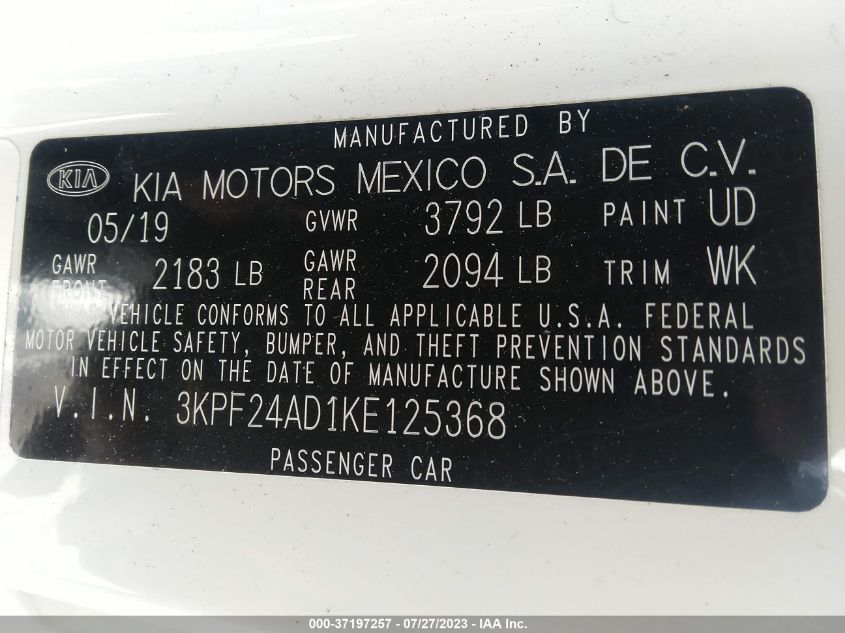 MANUFACTURED BY
KIA KIA MOTORS MEXICO S.A. DE C.V.
05/19 GVWR 3792 LB PAINT UD
GAWR FRONT 2183 LB GAWR REAR 2094 LB TRIM WK
VEHICLE CONFORMS TO ALL APPLICABLE U.S.A. FEDERAL
MOTOR VEHICLE SAFETY, BUMPER, AND THEFT PREVENTION STANDARDS
IN EFFECT ON THE DATE OF MANUFACTURE SHOWN ABOVE.
V.I.N. 3KPF24AD1KE125368
PASSENGER CAR
000-37197257 - 07/27/2023 - IAA Inc.